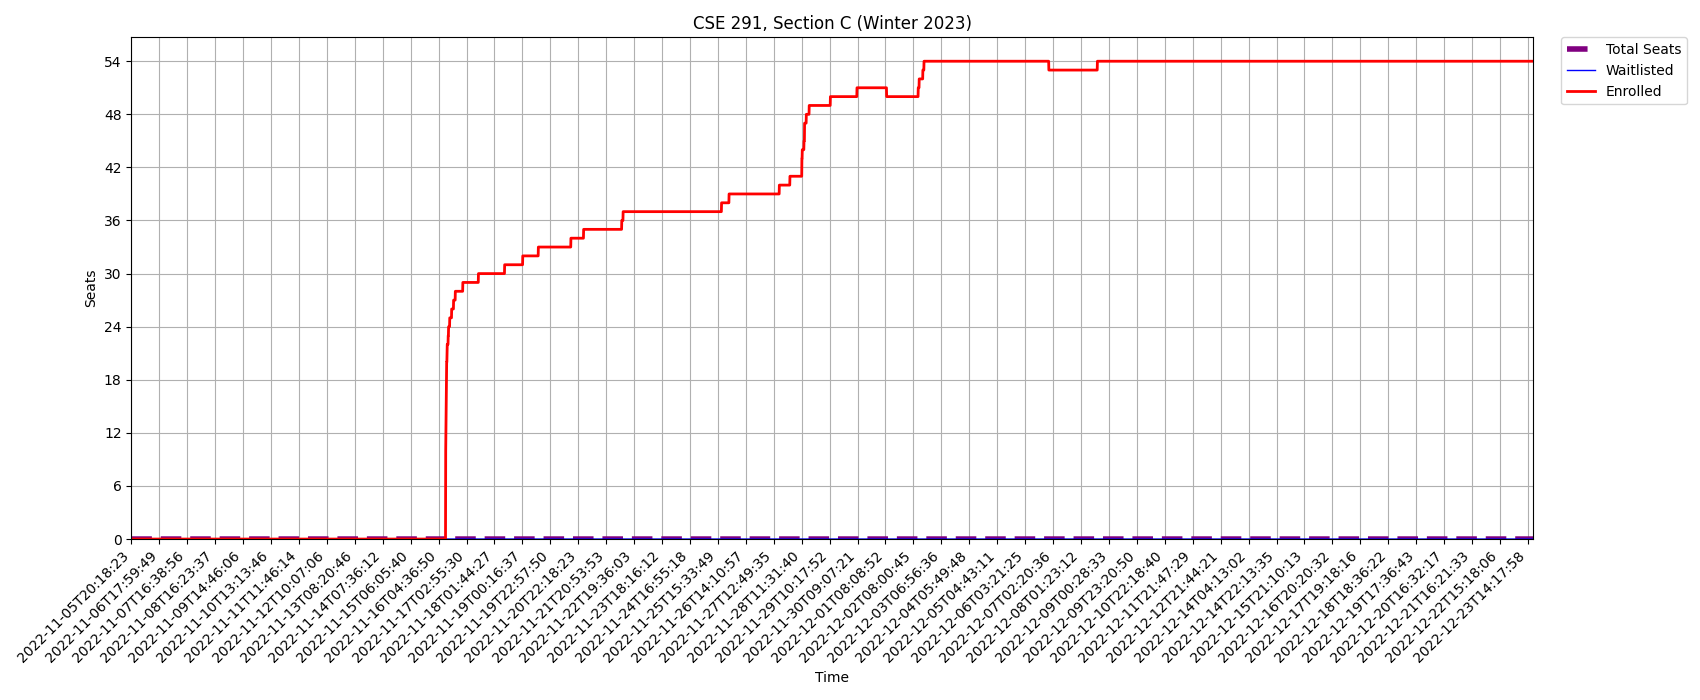 CSE 291, Section C (Winter 2023)
Total Seats
Waitlisted
Enrolled
54
48
42
36
30
24
18
12
6
0
Seats
2022-11-05T20:18:23
2022-11-06T17:59:49
2022-11-07T16:38:56
2022-11-08T16:23:37
2022-11-09T14:46:06
2022-11-10T13:13:46
2022-11-11T11:46:14
2022-11-12T10:07:06
2022-11-13T08:20:46
2022-11-14T07:36:12
2022-11-15T06:05:40
2022-11-16T04:36:50
2022-11-17T02:55:30
2022-11-18T01:44:27
2022-11-19T00:16:37
2022-11-19T22:57:50
2022-11-20T22:18:23
2022-11-21T20:53:53
2022-11-22T19:36:03
2022-11-23T18:16:12
2022-11-24T16:55:18
2022-11-25T15:33:49
2022-11-26T14:10:57
2022-11-27T12:49:35
2022-11-28T11:31:40
2022-11-29T10:17:52
2022-11-30T09:07:21
2022-12-01T08:08:52
2022-12-02T08:00:45
2022-12-03T06:56:36
2022-12-04T05:49:48
2022-12-05T04:43:11
2022-12-06T03:21:25
2022-12-07T02:20:36
2022-12-08T01:23:12
2022-12-09T00:28:33
2022-12-09T23:20:50
2022-12-10T22:18:40
2022-12-11T21:47:29
2022-12-12T21:44:21
2022-12-14T04:13:02
2022-12-14T22:13:35
2022-12-15T21:10:13
2022-12-16T20:20:32
2022-12-17T19:18:16
2022-12-18T18:36:22
2022-12-19T17:36:43
2022-12-20T16:32:17
2022-12-21T16:21:33
2022-12-22T15:18:06
2022-12-23T14:17:58
Time